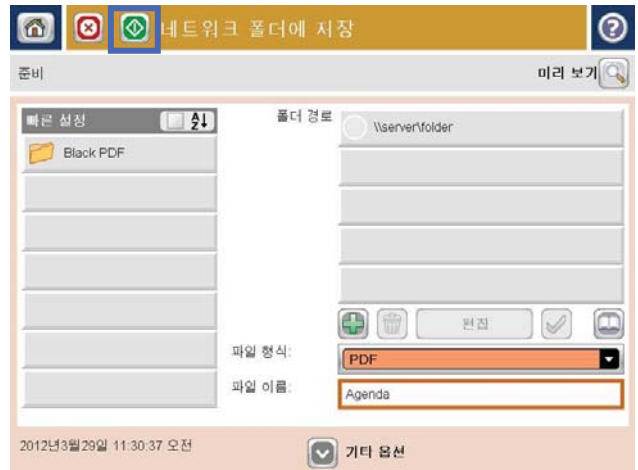 네트워크 폴더에 저장
준비
미리 보기
빠른 설정
폴더 경로
\\server\folder
Black PDF
편집
파일 형식:
PDF
파일 이름:
Agenda
2012년3월29일 11:30:37 오전
기타 옵션